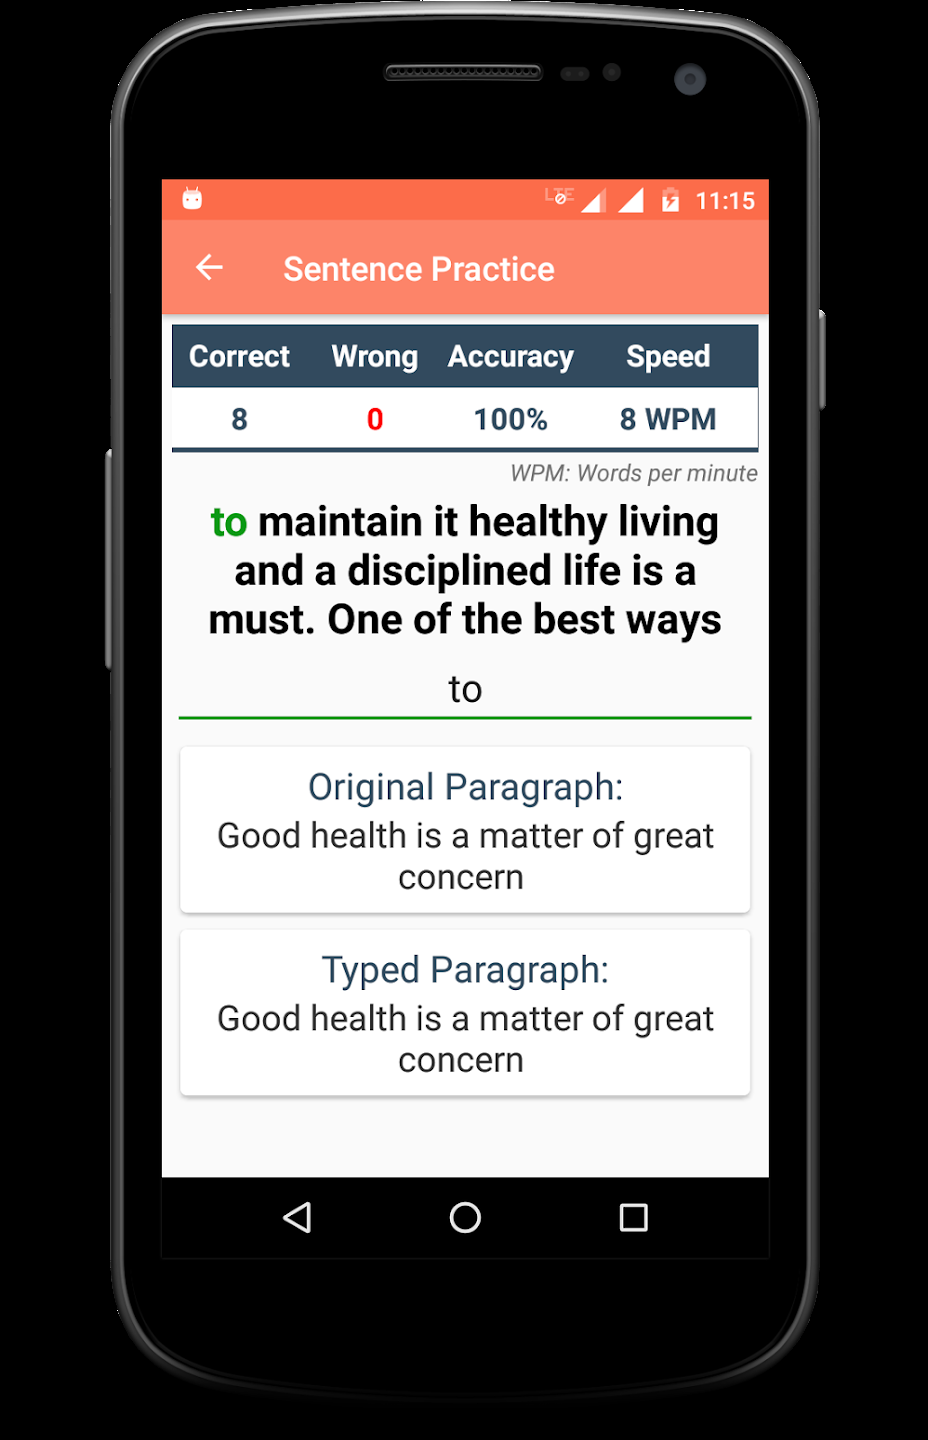 LTE 11:15
Sentence Practice
Correct Wrong Accuracy Speed
8 0 100% 8 WPM
WPM: Words per minute
to maintain it healthy living
and a disciplined life is a
must. One of the best ways
to
Original Paragraph:
Good health is a matter of great
concern
Typed Paragraph:
Good health is a matter of great
concern